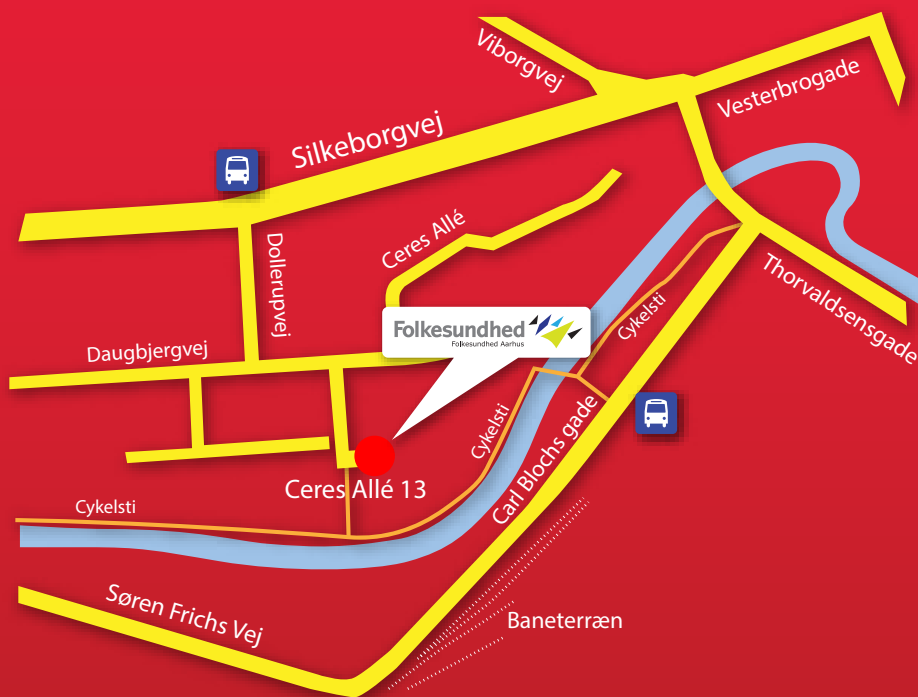 Viborgvej
Vesterbrogade
Silkeborgvej
Ceres Allé
Dollerupvej
Thorvaldsensgade
Folkesundhed
Folkesundhed Aarhus
Cykelsti
Daugbjergvej
Cykelsti
Carl Blochs gade
Ceres Allé 13
Cykelsti
Søren Frichs Vej
Baneterræn